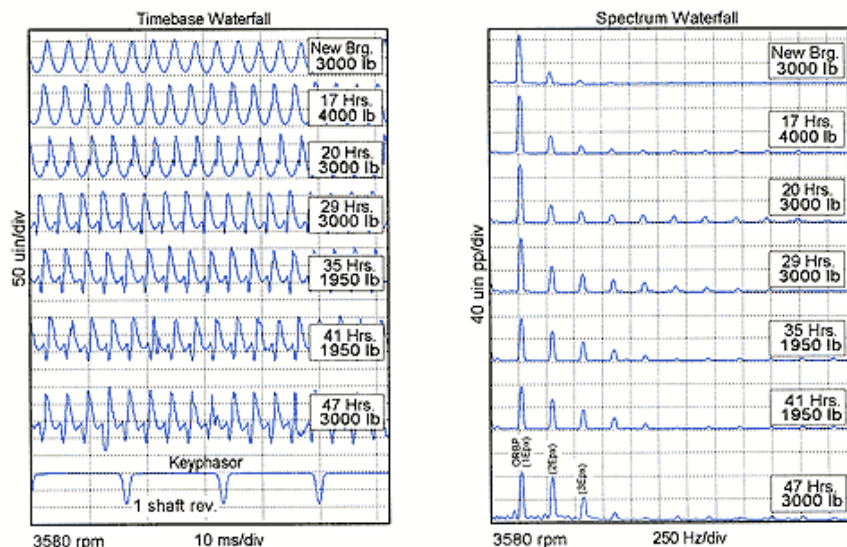 Timebase Waterfall
50 uin/div
New Brg.
3000 lb
17 Hrs.
4000 lb
20 Hrs.
3000 lb
29 Hrs.
3000 lb
35 Hrs.
1950 lb
41 Hrs.
1950 lb
47 Hrs.
3000 lb
Keyphasor
1 shaft rev.
3580 rpm
10 ms/div
Spectrum Waterfall
40 uin pp/div
New Brg.
3000 lb
17 Hrs.
4000 lb
20 Hrs.
3000 lb
29 Hrs.
3000 lb
35 Hrs.
1950 lb
41 Hrs.
1950 lb
ORBP
(1Epx)
(2Epx)
(3Epx)
47 Hrs.
3000 lb
3580 rpm
250 Hz/div